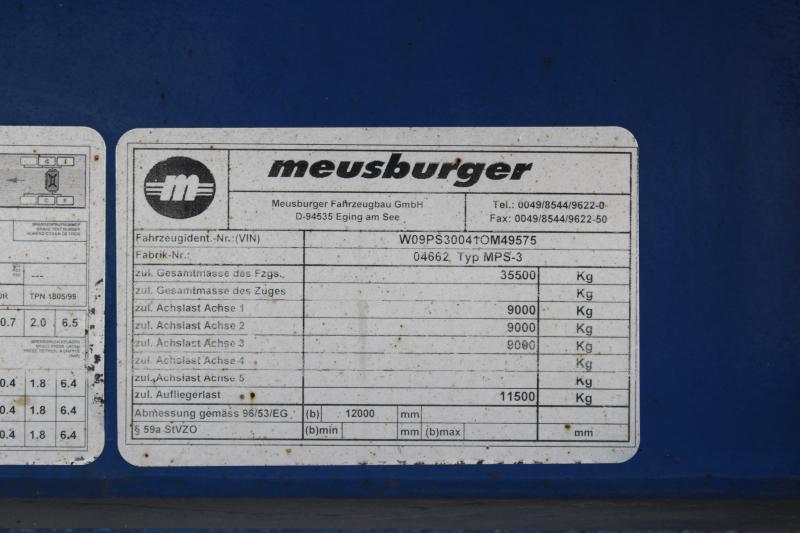 m
meusburger
Meusburger Fahrzeugbau GmbH
D-94535 Eging am See
Tel.: 0049/8544/9622-0
Fax: 0049/8544/9622-50
Fahrzeugident.-Nr.:(VIN) W09PS30041OM49575
Fabrik-Nr.: 04662 Typ MPS-3
zul. Gesamtmasse des Fzgs. 35500 Kg
zul. Gesamtmasse des Zuges Kg
zul. Achslast Achse 1 9000 Kg
zul. Achslast Achse 2 9000 Kg
zul. Achslast Achse 3 9000 Kg
zul. Achslast Achse 4 Kg
zul. Achslast Achse 5 Kg
zul. Aufliegerlast 11500 Kg
Abmessung gemäss 96/53/EG (b) 12000 mm
§ 59a StVZO (b)min mm (b)max mm
TPN 1805/99
0.7 2.0 6.5
0.4 1.8 6.4
0.4 1.8 6.4
0.4 1.8 6.4